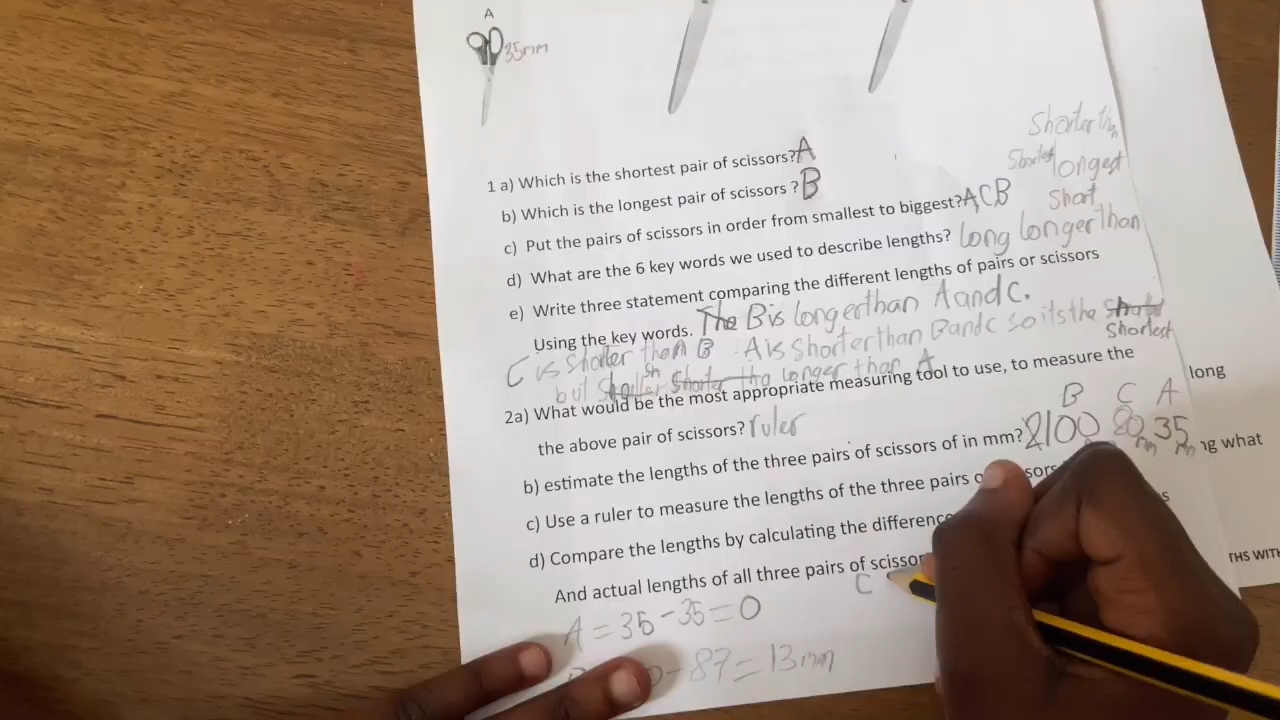 A
35mm
1 a) Which is the shortest pair of scissors? A
b) Which is the longest pair of scissors ? B
c) Put the pairs of scissors in order from smallest to biggest? A,C,B
d) What are the 6 key words we used to describe lengths? long longer than
Shorter
Shortest longest
Short
e) Write three statement comparing the different lengths of pairs or scissors
Using the key words. The B is longer than A and C.
C is shorter than B A is shorter than B and C so its the
Shortest
but longer than A
2a) What would be the most appropriate measuring tool to use, to measure the
the above pair of scissors? ruler
B C A
b) estimate the lengths of the three pairs of scissors of in mm? 100 80 35
m m
c) Use a ruler to measure the lengths of the three pairs
d) Compare the lengths by calculating the difference
And actual lengths of all three pairs of scissor
C
A = 35 - 35 = 0
- 87 = 13mm
long
ng what
THS WITH